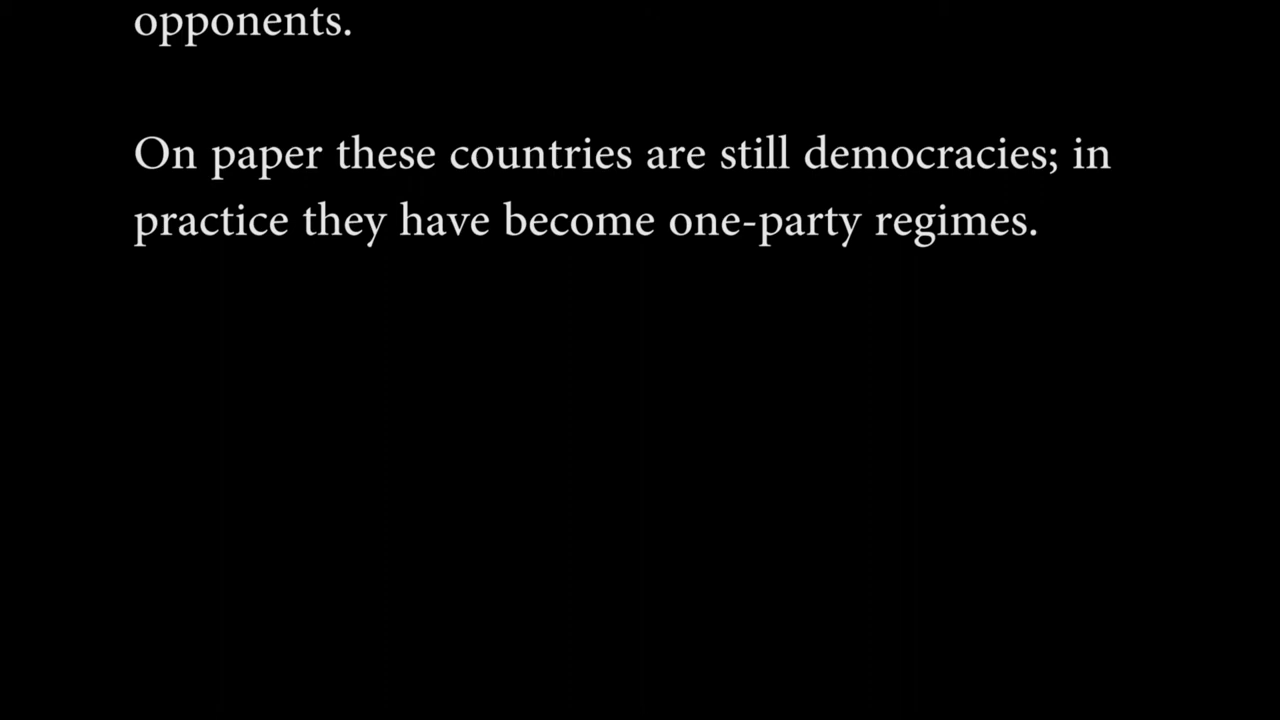 opponents.
On paper these countries are still democracies; in
practice they have become one-party regimes.